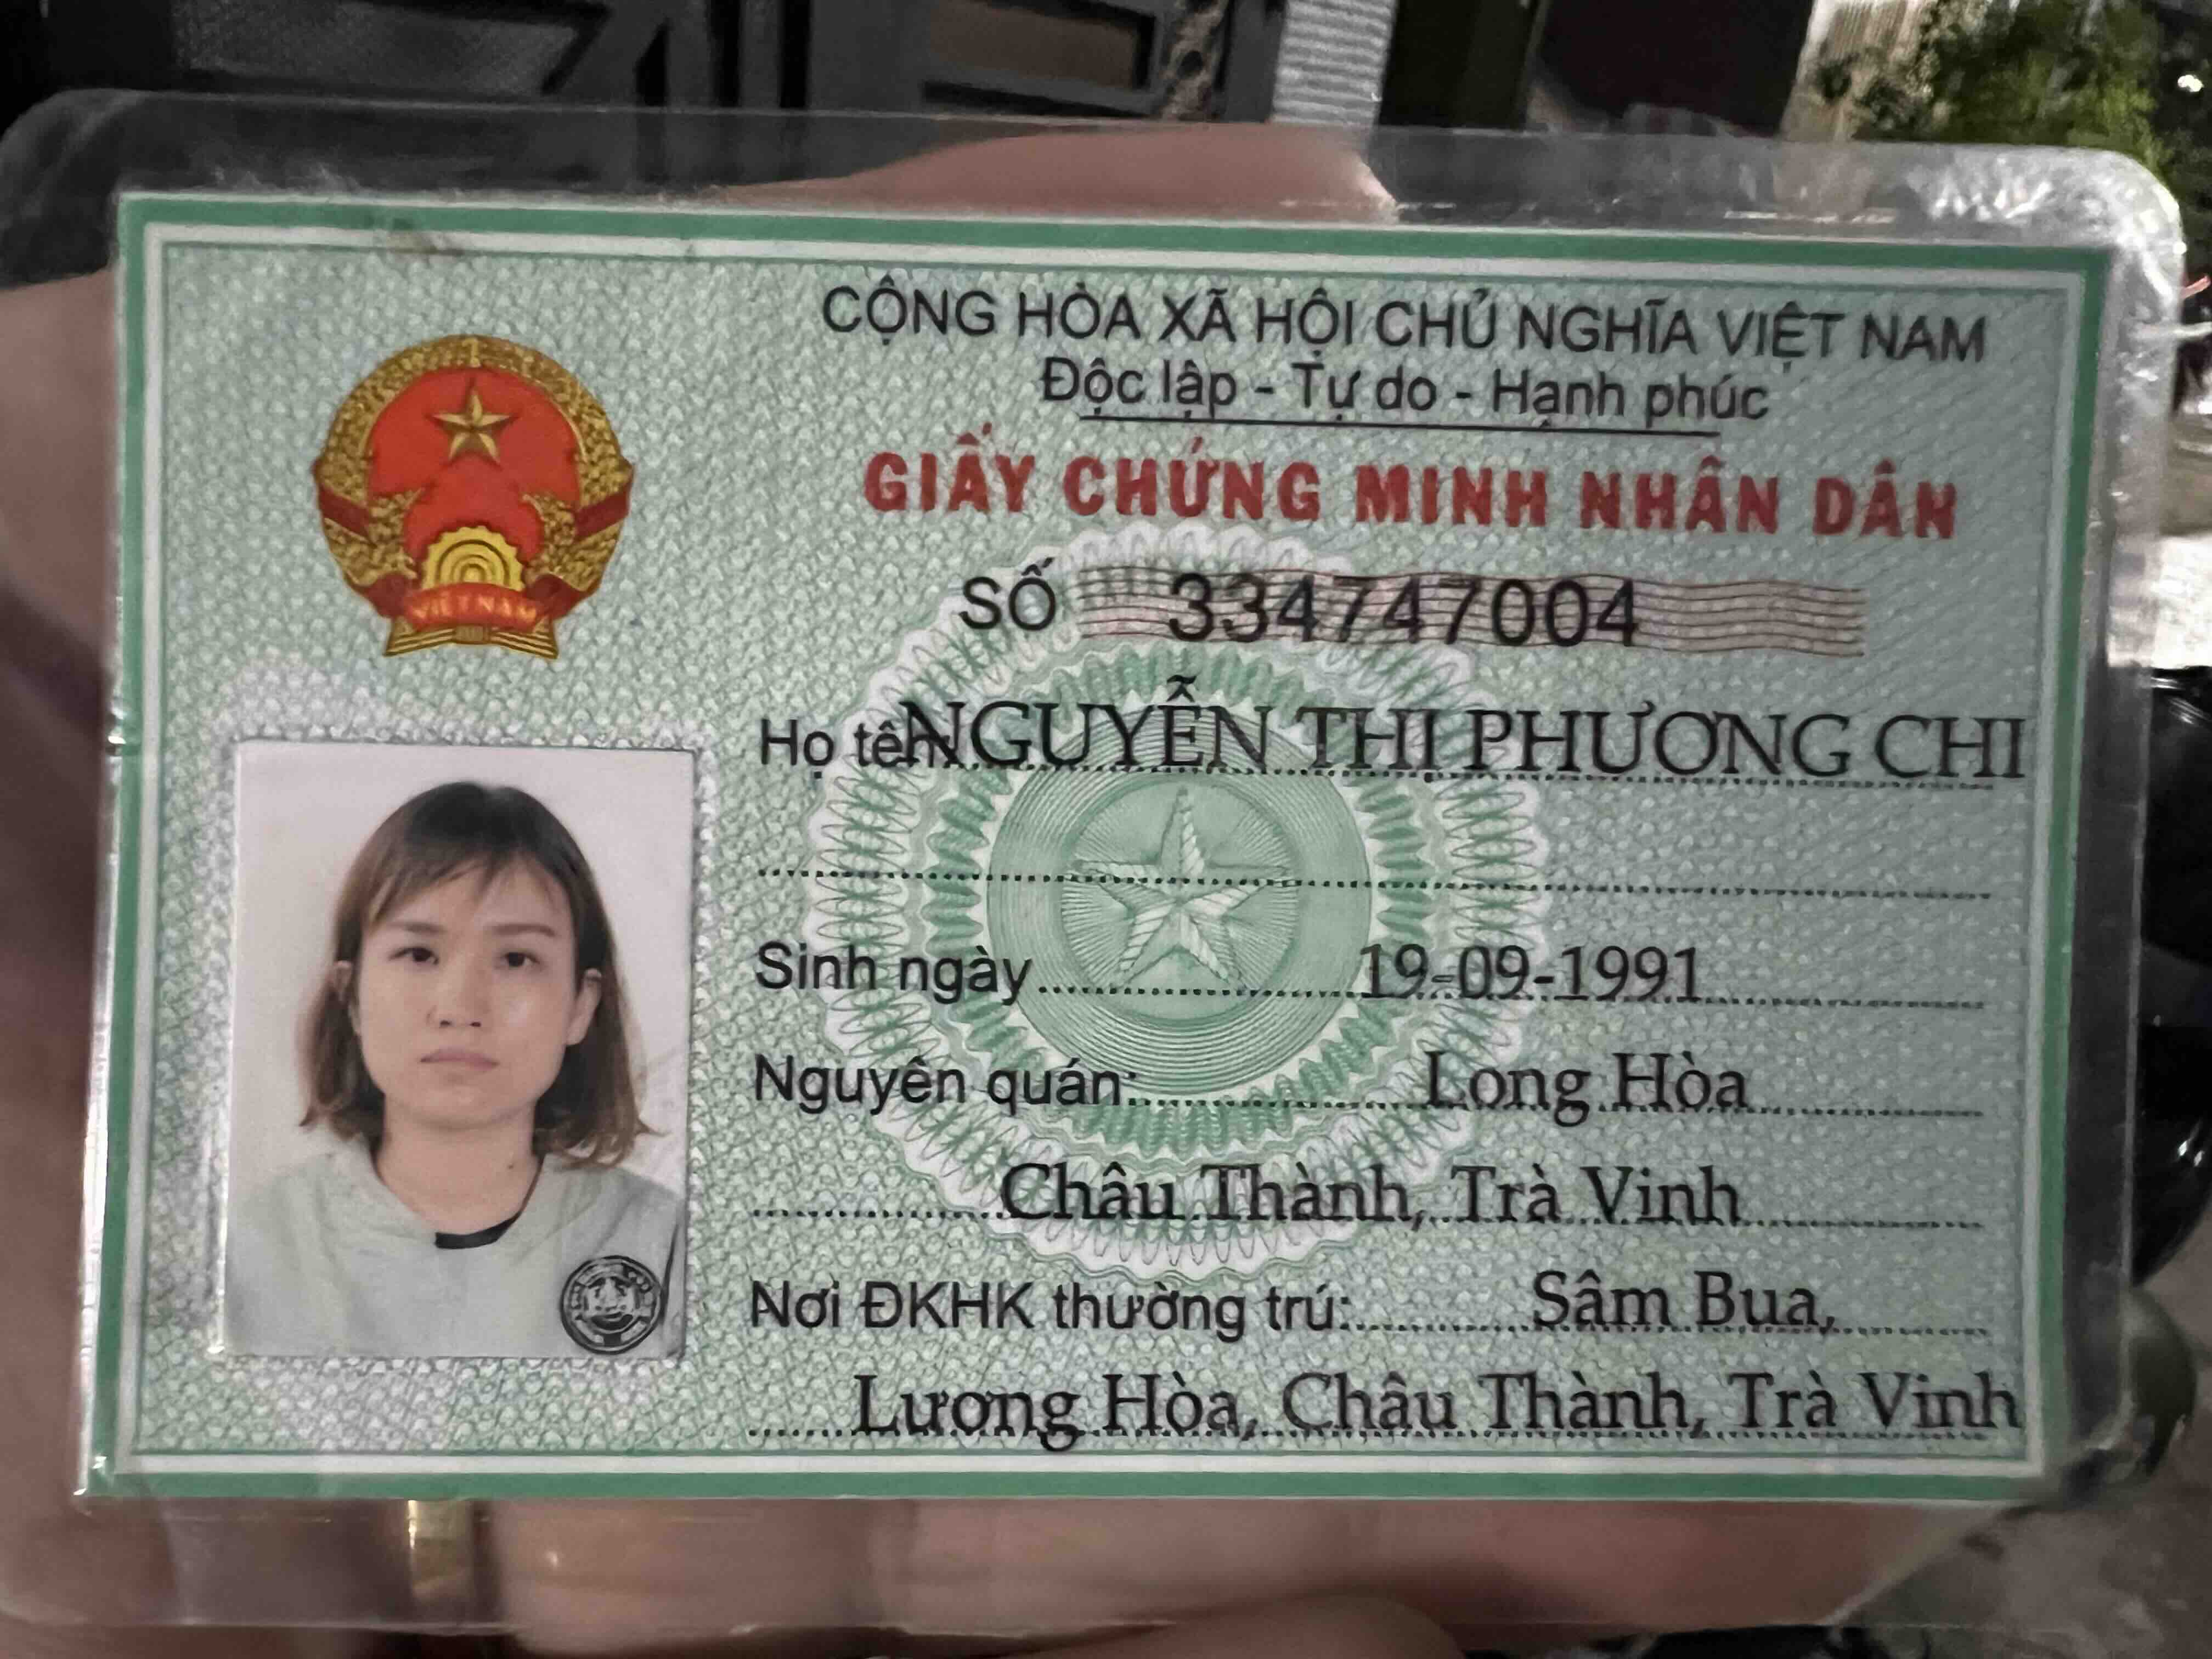 CỘNG HÒA XÃ HỘI CHỦ NGHĨA VIỆT NAM
Độc lập - Tự do - Hạnh phúc
GIẤY CHỨNG MINH NHÂN DÂN
SỐ 334747004
VIỆT NAM
Họ tên NGUYỄN THỊ PHƯƠNG CHI
Sinh ngày 19-09-1991
Nguyên quán: Long Hòa
Châu Thành, Trà Vinh
Nơi ĐKHK thường trú: Sâm Bua,
Lương Hòa, Châu Thành, Trà Vinh